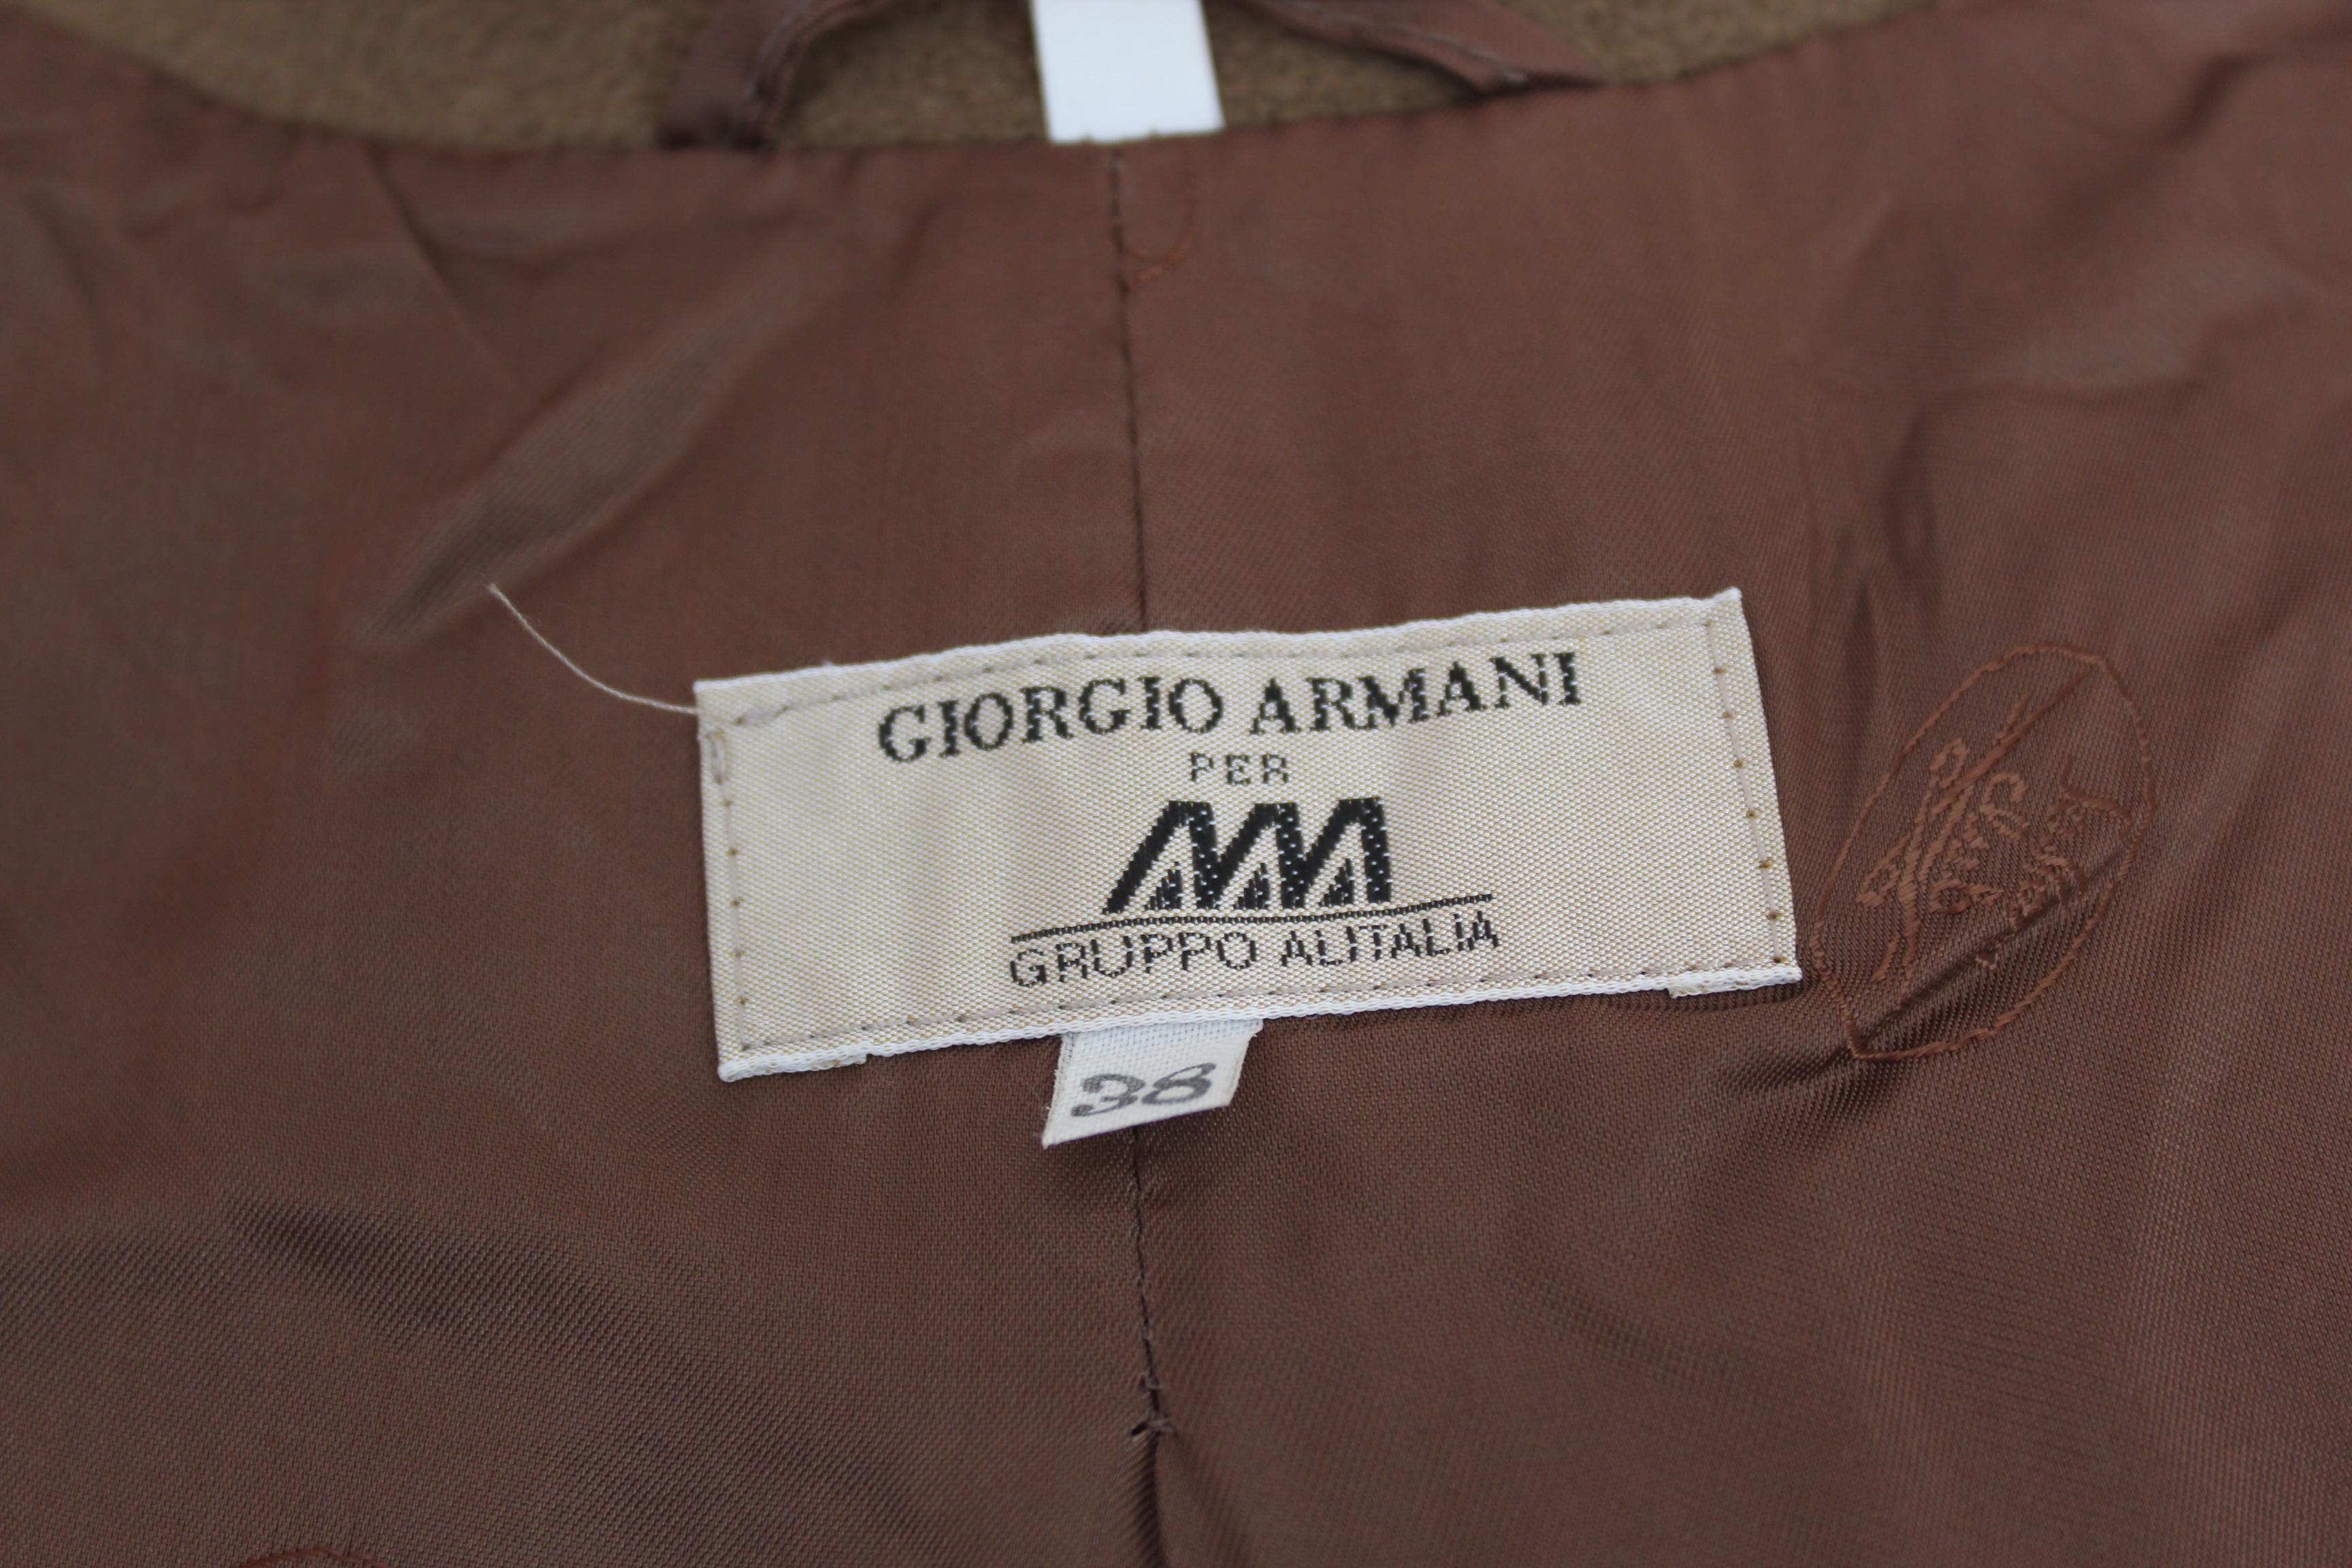 GIORGIO ARMANI
PER
GRUPPO ALITALIA
38